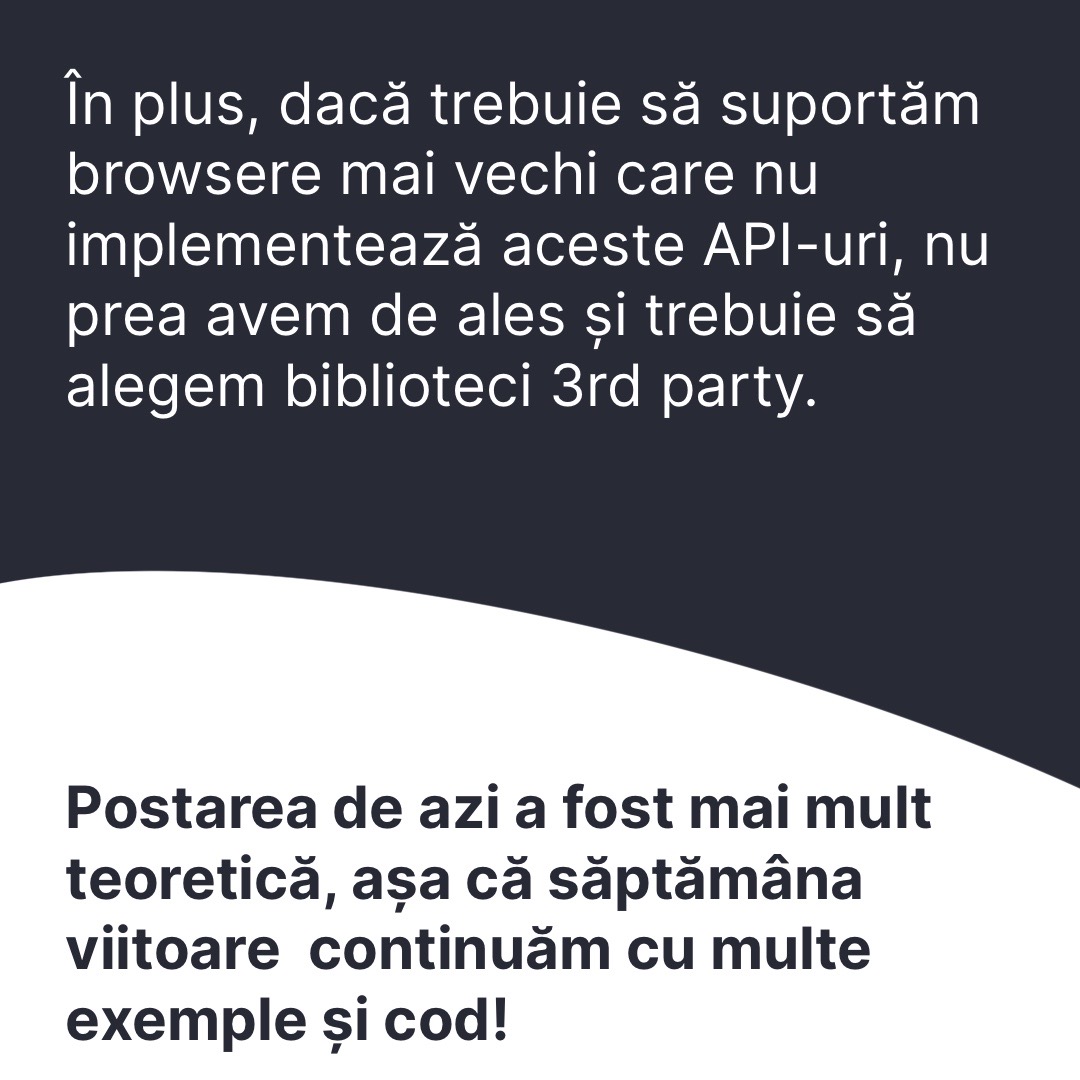 În plus, dacă trebuie să suportăm
browsere mai vechi care nu
implementează aceste API-uri, nu
prea avem de ales și trebuie să
alegem biblioteci 3rd party.
Postarea de azi a fost mai mult
teoretică, așa că săptămâna
viitoare  continuăm cu multe
exemple și cod!